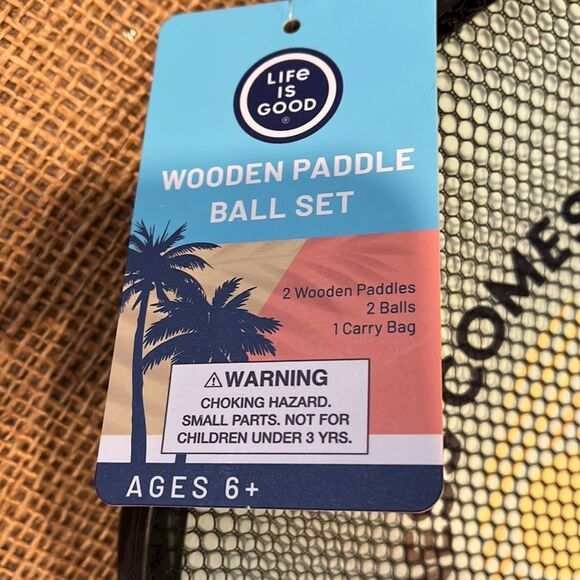 LIFe
IS
GOOD
®
WOODEN PADDLE
BALL SET
2 Wooden Paddles
2 Balls
1 Carry Bag
⚠WARNING
CHOKING HAZARD.
SMALL PARTS. NOT FOR
CHILDREN UNDER 3 YRS.
AGES 6+
COMES